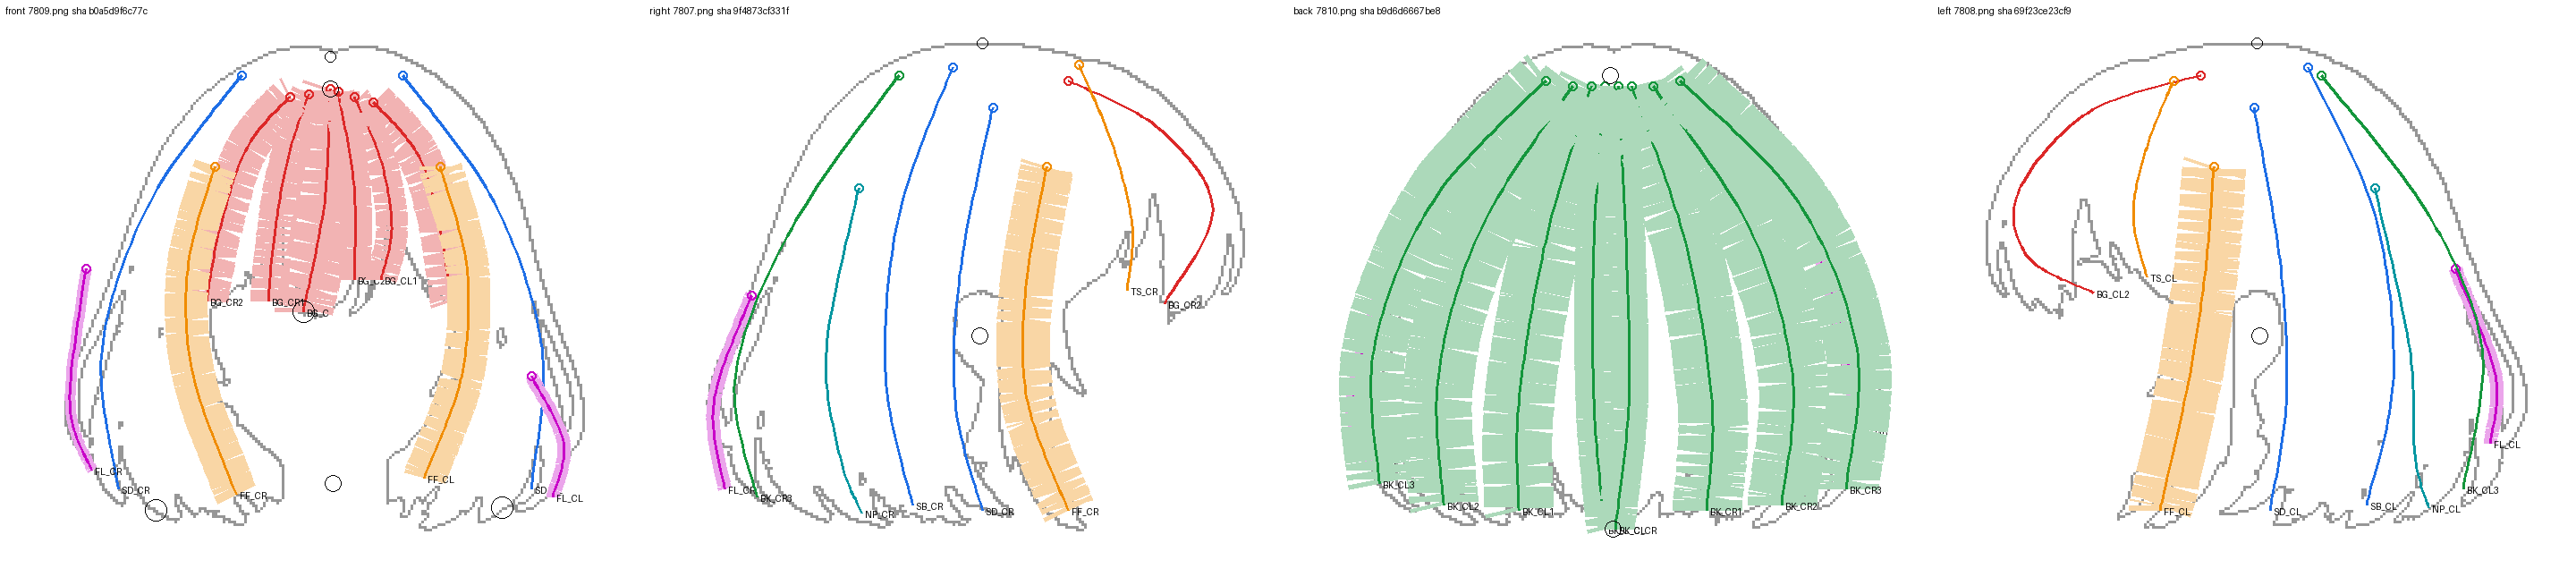 front 7809.png sha b0a5d9f6c77c
right 7807.png sha 9f4873cf331f
back 7810.png sha b9d6d6667be8
left 7808.png sha 69f23ce23cf9
BG_CR2
BG_CR1
BG_C
BG_CL1
FL_CR
SD_CR
FF_CR
FF_CL
SD
FL_CL
TS_CR
BG_CR2
FL_CR
BK_CR3
NP_CR
SB_CR
SD_CR
FF_CR
BK_CL3
BK_CL2
BK_CL1
BK_CR1
BK_CR2
BK_CR3
TS_CL
BG_CL2
FF_CL
SD_CL
SB_CL
NP_CL
BK_CL3
FL_CL